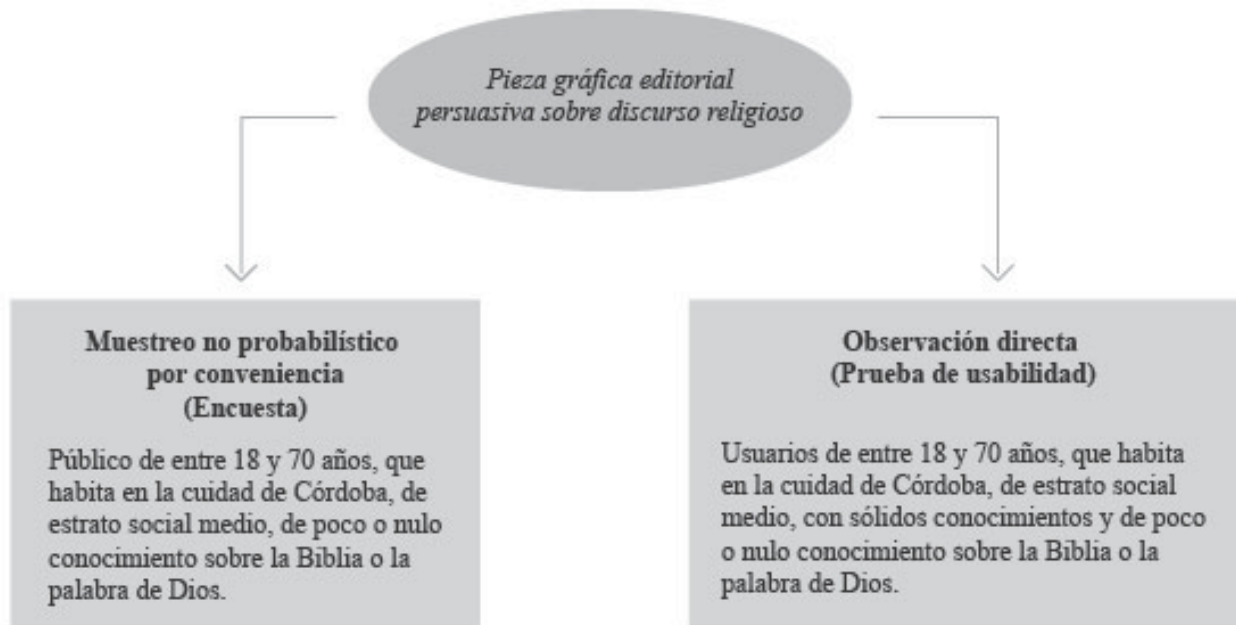 Pieza gráfica editorial
persuasiva sobre discurso religioso
Muestreo no probabilístico
por conveniencia
(Encuesta)
Público de entre 18 y 70 años, que
habita en la cuidad de Córdoba, de
estrato social medio, de poco o nulo
conocimiento sobre la Biblia o la
palabra de Dios.
Observación directa
(Prueba de usabilidad)
Usuarios de entre 18 y 70 años, que habita
en la cuidad de Córdoba, de estrato social
medio, con sólidos conocimientos y de poco
o nulo conocimiento sobre la Biblia o la
palabra de Dios.